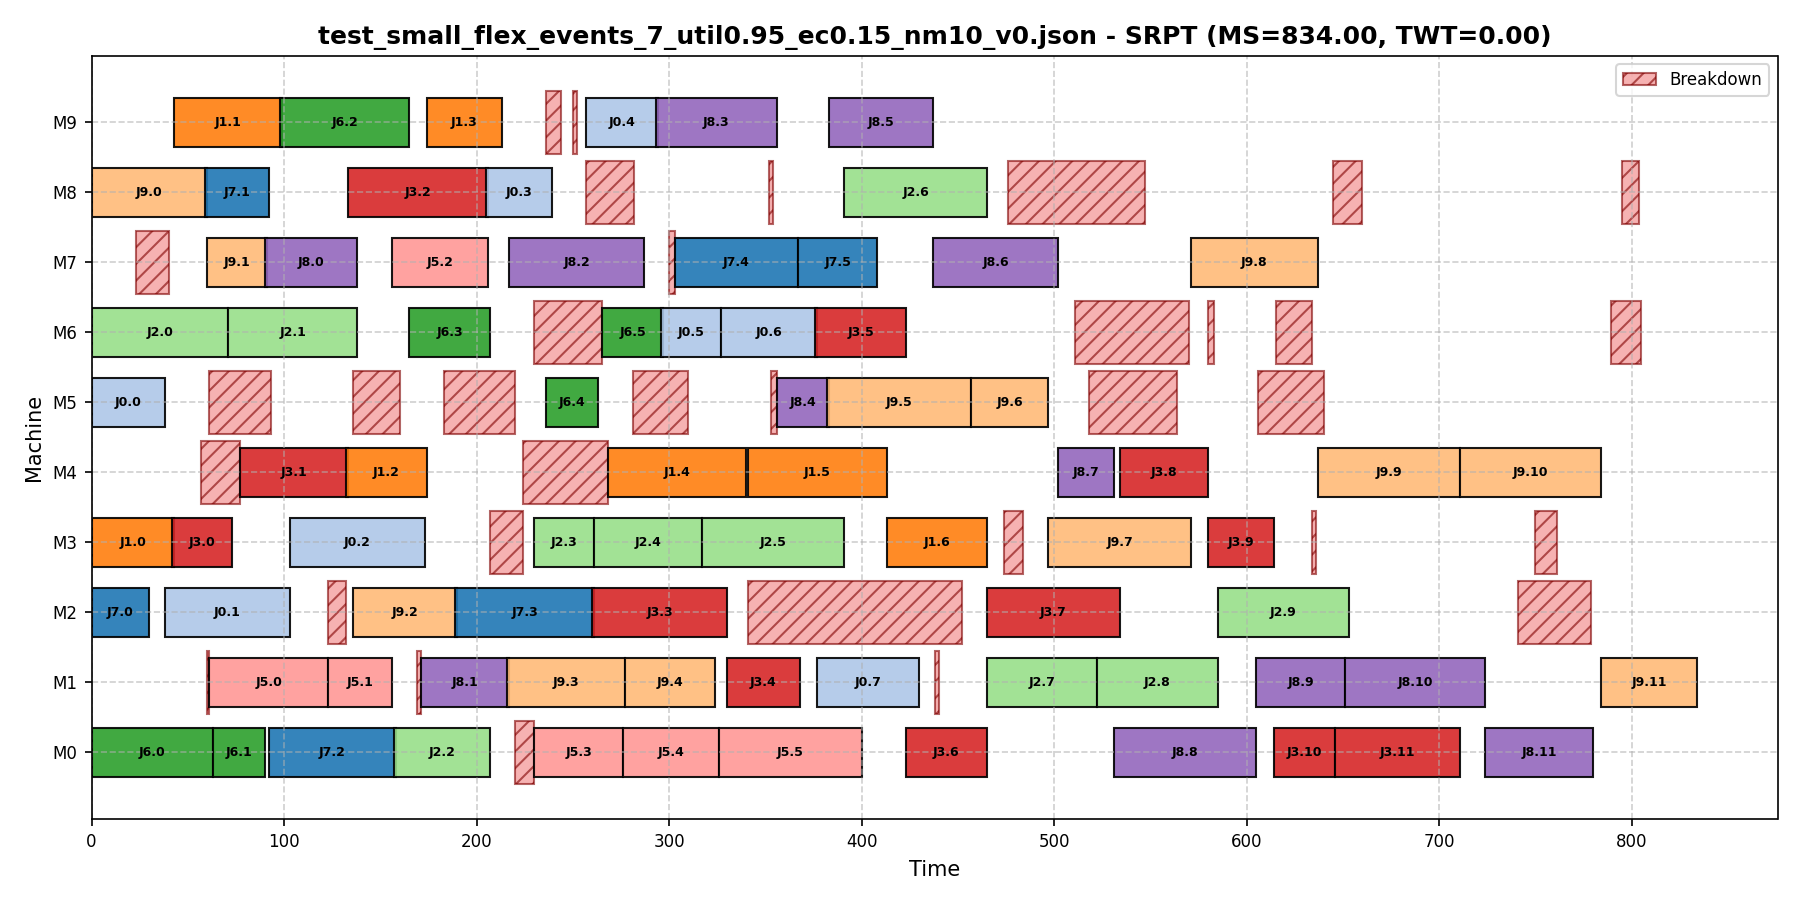 test_small_flex_events_7_util0.95_ec0.15_nm10_v0.json - SRPT (MS=834.00, TWT=0.00)
Breakdown
M9 J1.1 J6.2 J1.3 J0.4 J8.3 J8.5
M8 J9.0 J7.1 J3.2 J0.3 J2.6
M7 J9.1 J8.0 J5.2 J8.2 J7.4 J7.5 J8.6 J9.8
M6 J2.0 J2.1 J6.3 J6.5 J0.5 J0.6 J3.5
M5 J0.0 J6.4 J8.4 J9.5 J9.6
M4 J3.1 J1.2 J1.4 J1.5 J8.7 J3.8 J9.9 J9.10
M3 J1.0 J3.0 J0.2 J2.3 J2.4 J2.5 J1.6 J9.7 J3.9
M2 J7.0 J0.1 J9.2 J7.3 J3.3 J3.7 J2.9
M1 J5.0 J5.1 J8.1 J9.3 J9.4 J3.4 J0.7 J2.7 J2.8 J8.9 J8.10 J9.11
M0 J6.0 J6.1 J7.2 J2.2 J5.3 J5.4 J5.5 J3.6 J8.8 J3.10 J3.11 J8.11
Machine
0 100 200 300 400 500 600 700 800
Time